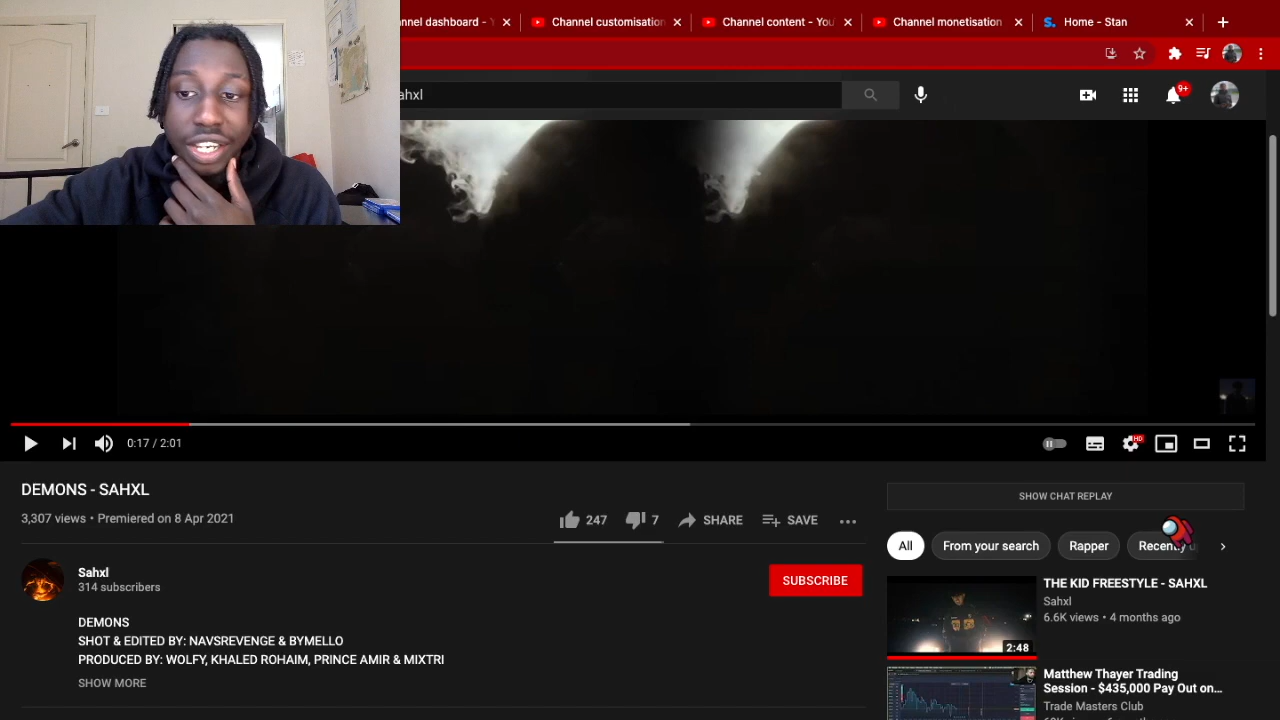 annel dashboard - Y
Channel customisation
Channel content - You
Channel monetisation
Home - Stan
ahxl
9+
HD
0:17 / 2:01
DEMONS - SAHXL
3,307 views • Premiered on 8 Apr 2021
247
7
SHARE
SAVE
SHOW CHAT REPLAY
All
From your search
Rapper
Recently u
Sahxl
314 subscribers
SUBSCRIBE
DEMONS
SHOT & EDITED BY: NAVSREVENGE & BYMELLO
PRODUCED BY: WOLFY, KHALED ROHAIM, PRINCE AMIR & MIXTRI
SHOW MORE
THE KID FREESTYLE - SAHXL
Sahxl
6.6K views • 4 months ago
2:48
Matthew Thayer Trading
Session - $435,000 Pay Out on...
Trade Masters Club